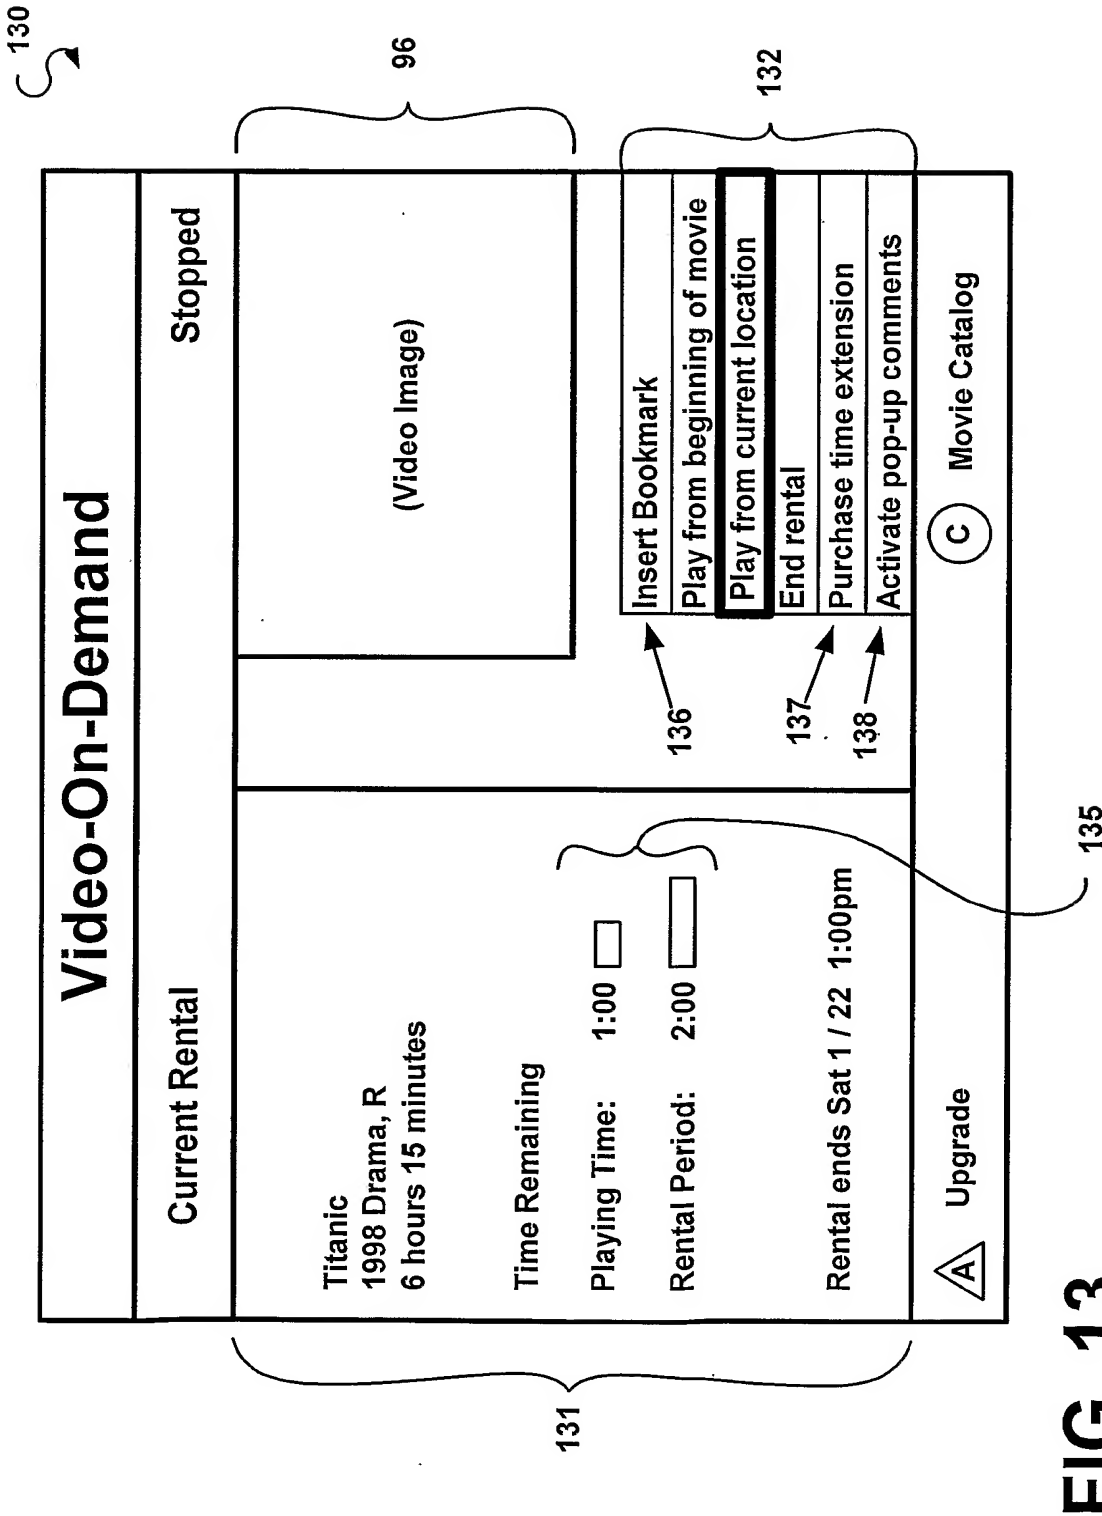 130
Video-On-Demand
Current Rental
Stopped
96
Titanic
1998 Drama, R
6 hours 15 minutes
Time Remaining
Playing Time: 1:00
Rental Period: 2:00
Rental ends Sat 1 / 22 1:00pm
131
(Video Image)
132
Insert Bookmark
Play from beginning of movie
Play from current location
End rental
Purchase time extension
Activate pop-up comments
136
137
138
135
A Upgrade
C Movie Catalog
FIG 13